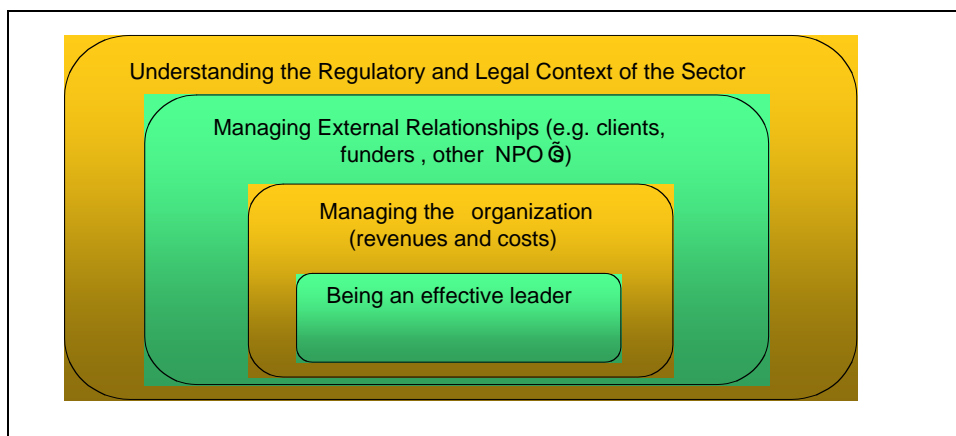 Understanding the Regulatory and Legal Context of the Sector
Managing External Relationships (e.g. clients,
funders , other NPO )
Managing the organization
(revenues and costs)
Being an effective leader